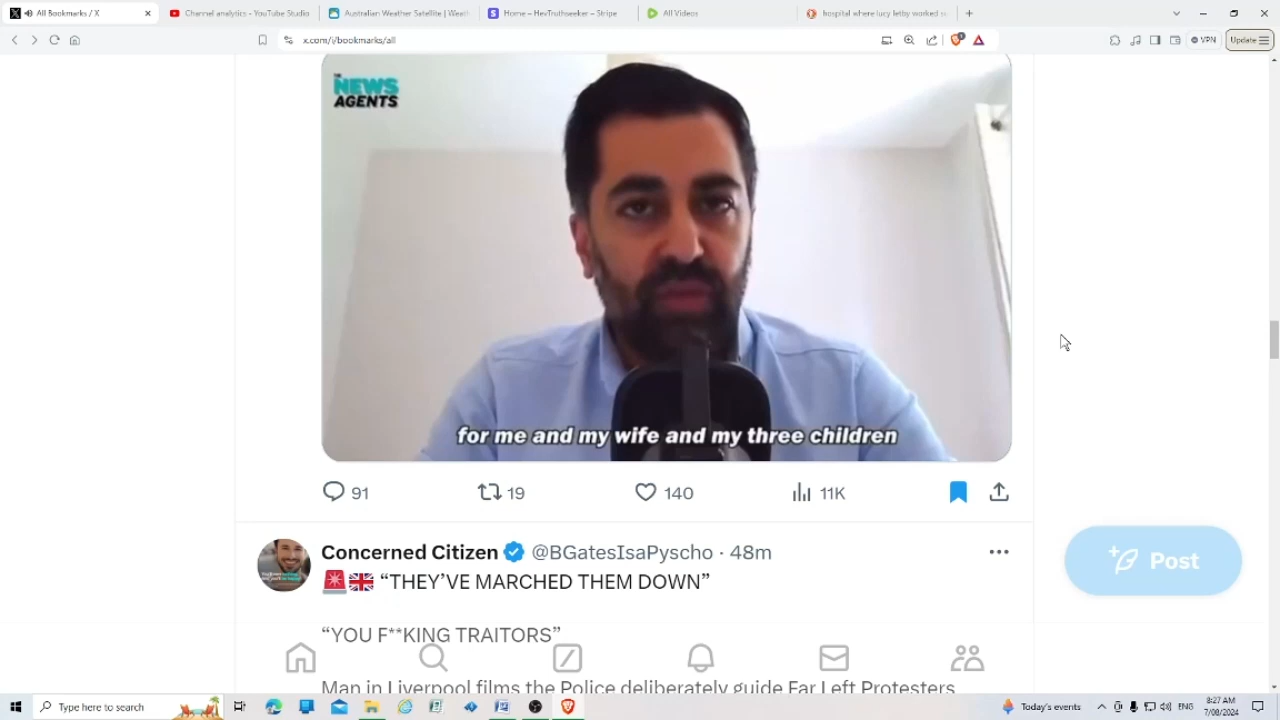 All Bookmarks / X
Channel analytics - YouTube Studio
Australian Weather Satellite | Weath
Home – HevTruthseeker – Stripe
All Videos
hospital where lucy letby worked s
x.com/i/bookmarks/all
VPN
Update
THE
NEWS
AGENTS
for me and my wife and my three children
91
19
140
11K
Concerned Citizen @BGatesIsaPyscho · 48m
“THEY’VE MARCHED THEM DOWN”
“YOU F**KING TRAITORS”
Man in Liverpool films the Police deliberately guide Far Left Protesters
Post
Type here to search
Today's events
ENG
8:27 AM
7/08/2024